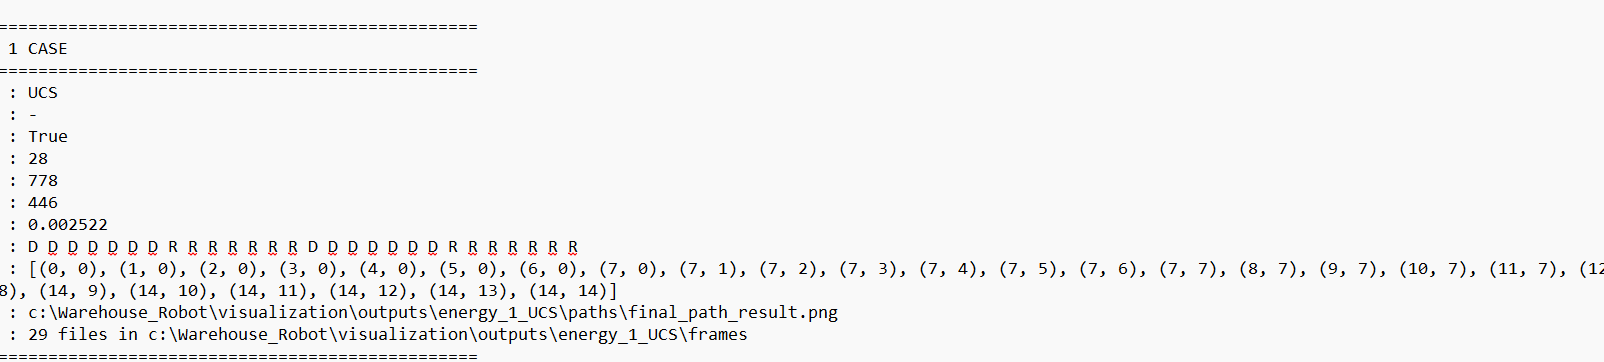 ================================================
1 CASE
================================================
: UCS
: -
: True
: 28
: 778
: 446
: 0.002522
: D D D D D D D R R R R R R R D D D D D D D R R R R R R R
: [(0, 0), (1, 0), (2, 0), (3, 0), (4, 0), (5, 0), (6, 0), (7, 0), (7, 1), (7, 2), (7, 3), (7, 4), (7, 5), (7, 6), (7, 7), (8, 7), (9, 7), (10, 7), (11, 7), (12
8), (14, 9), (14, 10), (14, 11), (14, 12), (14, 13), (14, 14)]
: c:\Warehouse_Robot\visualization\outputs\energy_1_UCS\paths\final_path_result.png
: 29 files in c:\Warehouse_Robot\visualization\outputs\energy_1_UCS\frames
================================================